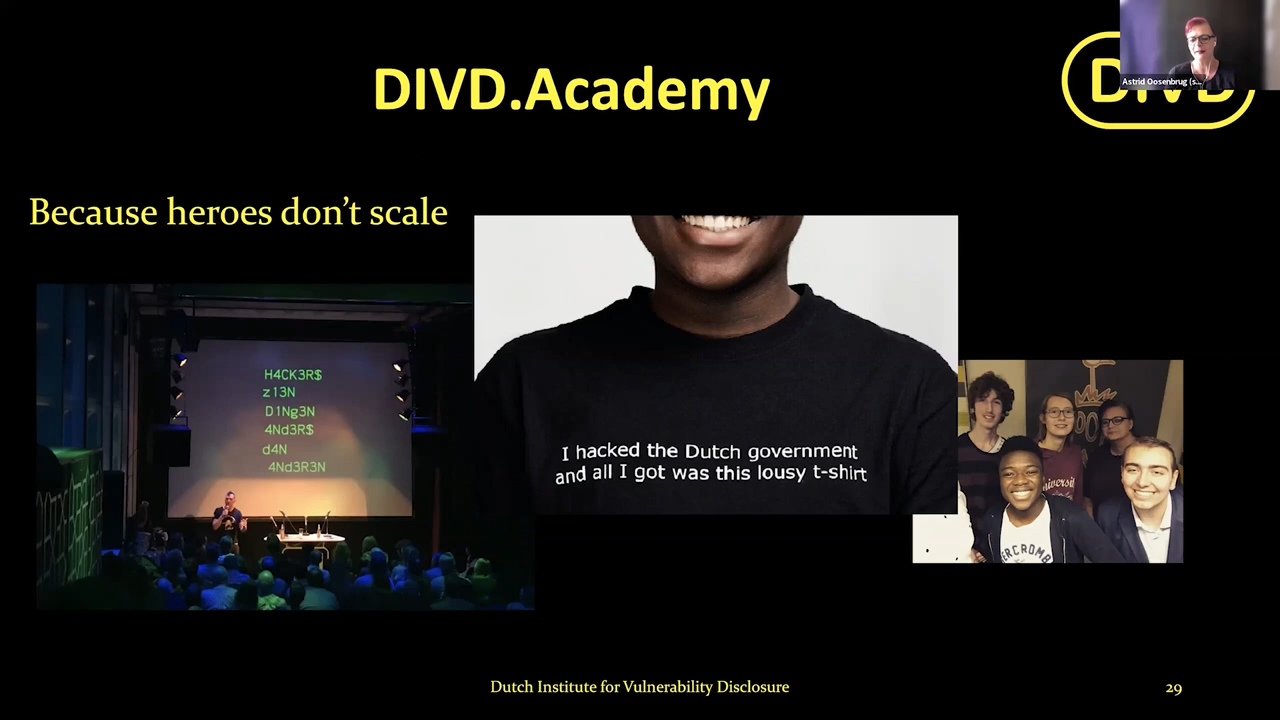 DIVD.Academy
Astrid Oosenbrug (s...
Because heroes don't scale
H4CK3R$
z13N
D1Ng3N
4Nd3R$
d4N
4Nd3R3N
I hacked the Dutch government
and all I got was this lousy t-shirt
Dutch Institute for Vulnerability Disclosure
29